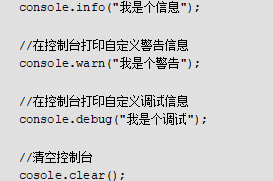 console.info("我是个信息");
//在控制台打印自定义警告信息
console.warn("我是个警告");
//在控制台打印自定义调试信息
console.debug("我是个调试");
//清空控制台
cosole.clear();